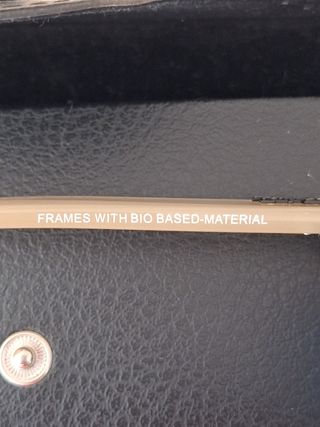 FRAMES WITH BIO BASED-MATERIAL